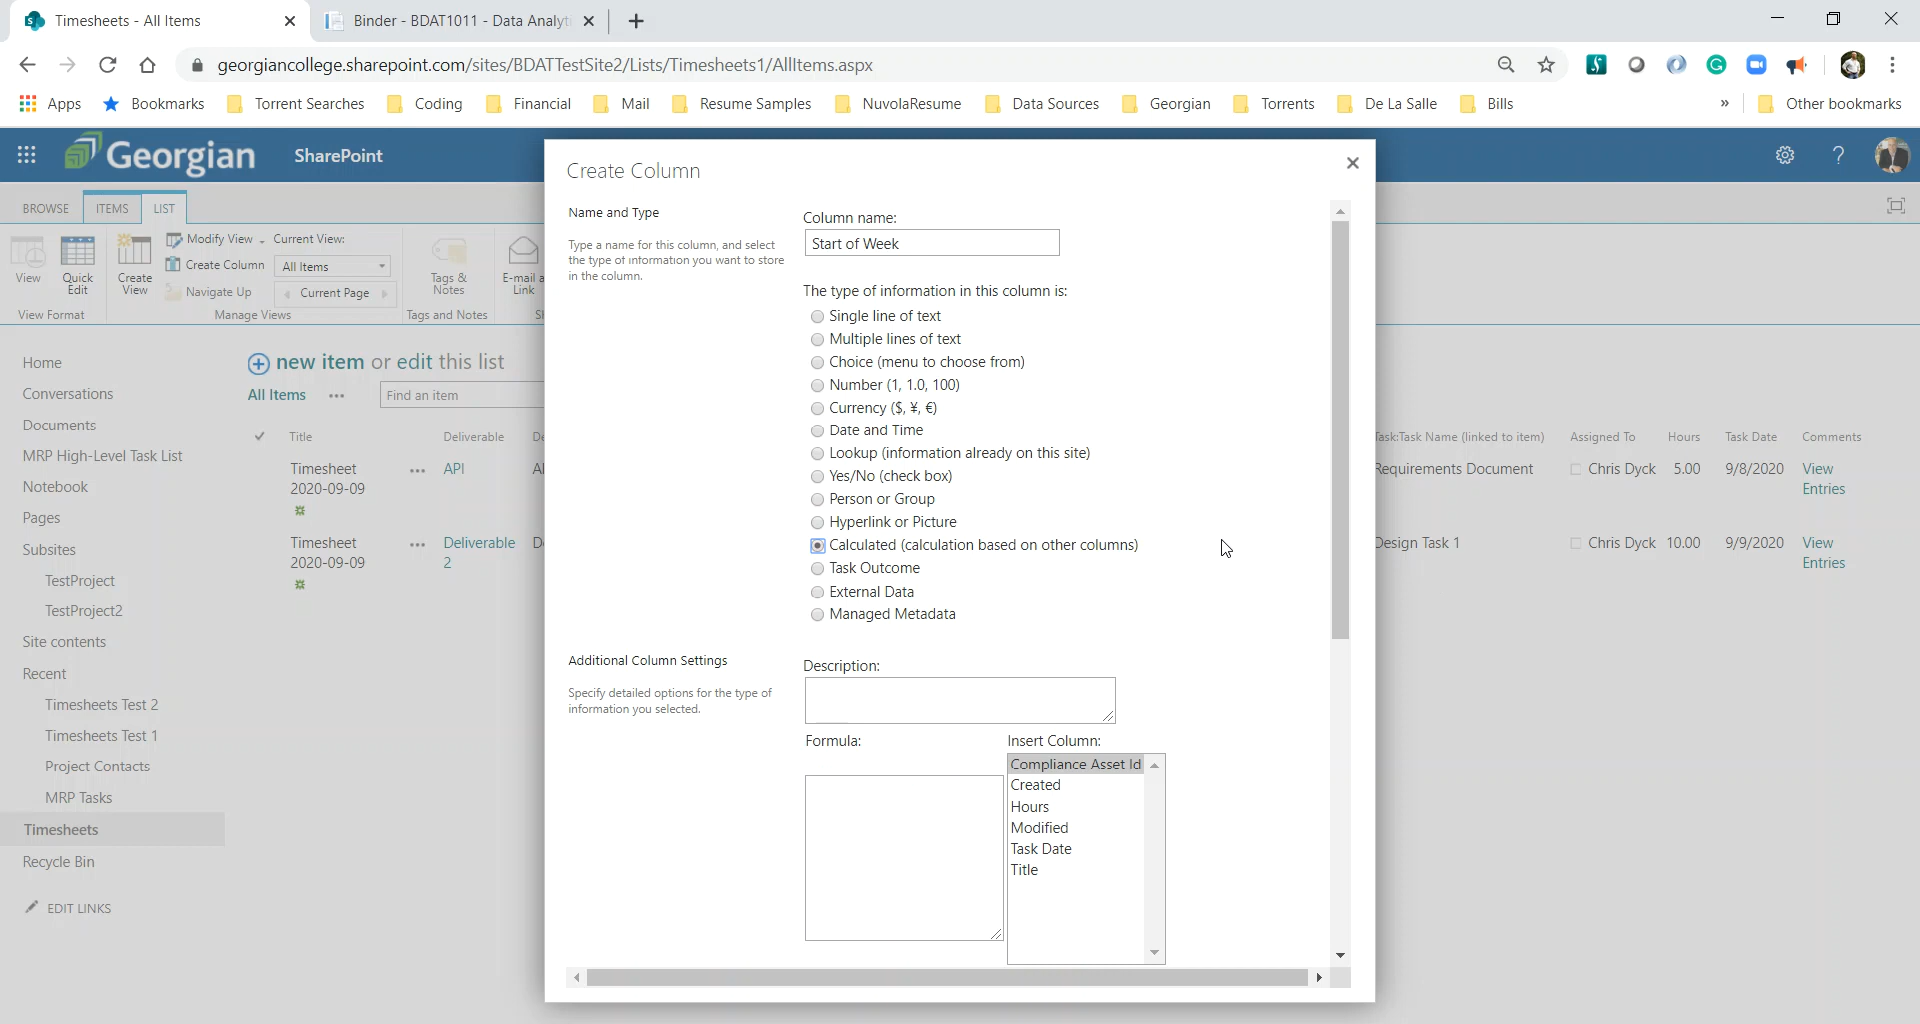 Timesheets - All Items
Binder - BDAT1011 - Data Analyti
georgiancollege.sharepoint.com/sites/BDATTestSite2/Lists/Timesheets1/AllItems.aspx
Apps
Bookmarks
Torrent Searches
Coding
Financial
Mail
Resume Samples
NuvolaResume
Data Sources
Georgian
Torrents
De La Salle
Bills
»
Other bookmarks
Georgian
SharePoint
?
BROWSE
ITEMS
LIST
View
Quick
Edit
View Format
Create
View
Modify View
Create Column
Navigate Up
Current View:
All Items
Current Page
Manage Views
Tags &
Notes
Tags and Notes
E-mail a
Link
Sh
Home
Conversations
Documents
MRP High-Level Task List
Notebook
Pages
Subsites
TestProject
TestProject2
Site contents
Recent
Timesheets Test 2
Timesheets Test 1
Project Contacts
MRP Tasks
Timesheets
Recycle Bin
EDIT LINKS
new item or edit this list
All Items
Find an item
Title
Deliverable
De
Task:Task Name (linked to item)
Assigned To
Hours
Task Date
Comments
Timesheet
2020-09-09
API
Al
Requirements Document
Chris Dyck
5.00
9/8/2020
View
Entries
Timesheet
2020-09-09
Deliverable
2
De
Design Task 1
Chris Dyck
10.00
9/9/2020
View
Entries
Create Column
Name and Type
Type a name for this column, and select
the type of information you want to store
in the column.
Column name:
Start of Week
The type of information in this column is:
Single line of text
Multiple lines of text
Choice (menu to choose from)
Number (1, 1.0, 100)
Currency ($, ¥, €)
Date and Time
Lookup (information already on this site)
Yes/No (check box)
Person or Group
Hyperlink or Picture
Calculated (calculation based on other columns)
Task Outcome
External Data
Managed Metadata
Additional Column Settings
Specify detailed options for the type of
information you selected.
Description:
Formula:
Insert Column:
Compliance Asset Id
Created
Hours
Modified
Task Date
Title